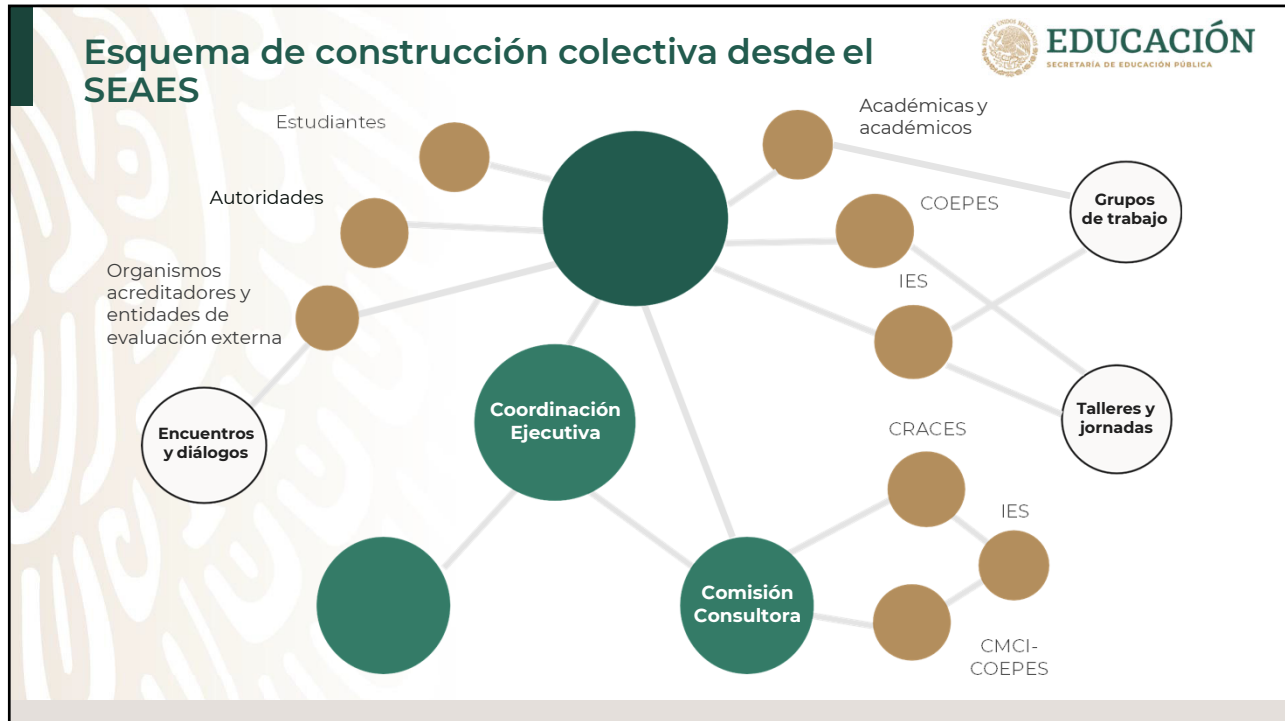 Esquema de construcción colectiva desde el
SEAES
EDUCACIÓN
SECRETARÍA DE EDUCACIÓN PÚBLICA
Estudiantes
Autoridades
Organismos
acreditadores y
entidades de
evaluación externa
Encuentros
y diálogos
Académicas y
académicos
COEPES
IES
Grupos
de trabajo
Talleres y
jornadas
Coordinación
Ejecutiva
Comisión
Consultora
CRACES
IES
CMCI-
COEPES